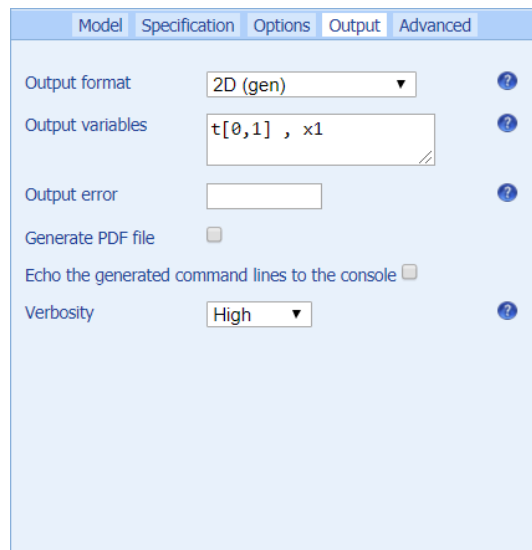 Model Specification Options Output Advanced
Output format 2D (gen) ?
Output variables t[0,1] , x1 ?
Output error ?
Generate PDF file
Echo the generated command lines to the console
Verbosity High ?